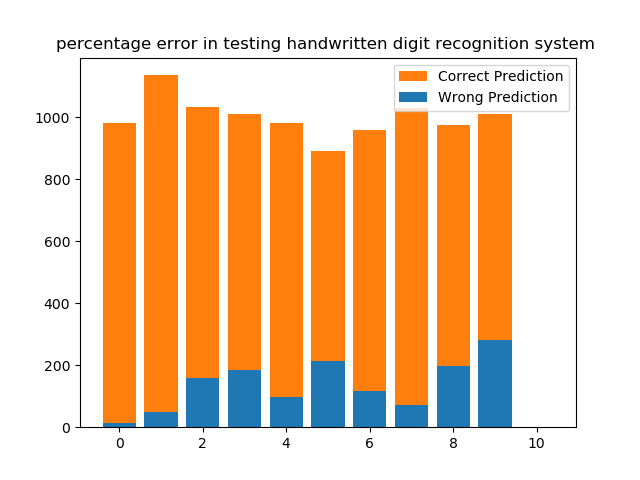 percentage error in testing handwritten digit recognition system
Correct Prediction
Wrong Prediction
1000
800
600
400
200
0
0 2 4 6 8 10